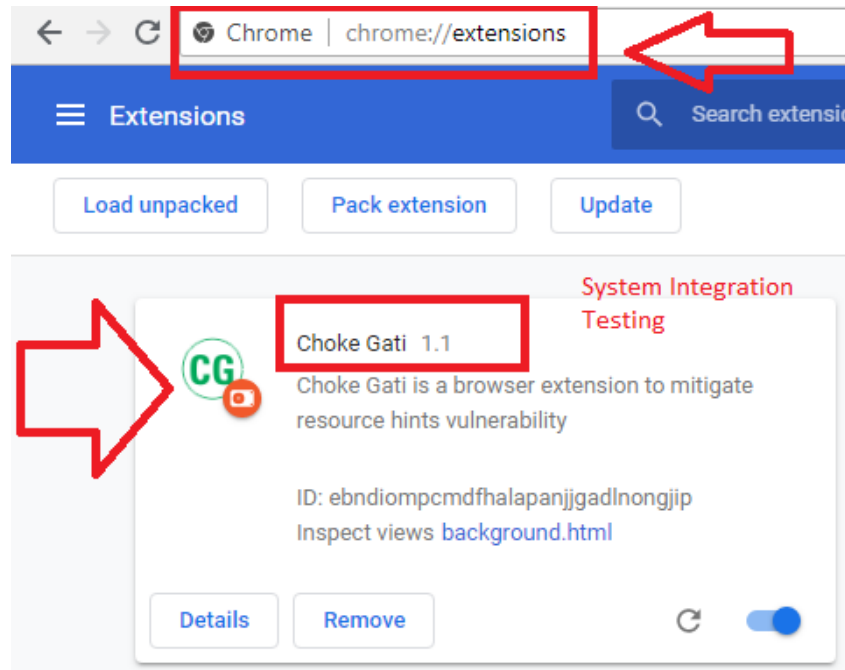 Chrome | chrome://extensions
Extensions
Search extensi
Load unpacked Pack extension Update
System Integration
Testing
Choke Gati 1.1
CG
Choke Gati is a browser extension to mitigate
resource hints vulnerability
ID: ebndiompcmdfhalapanjjgadlnongjip
Inspect views background.html
Details Remove